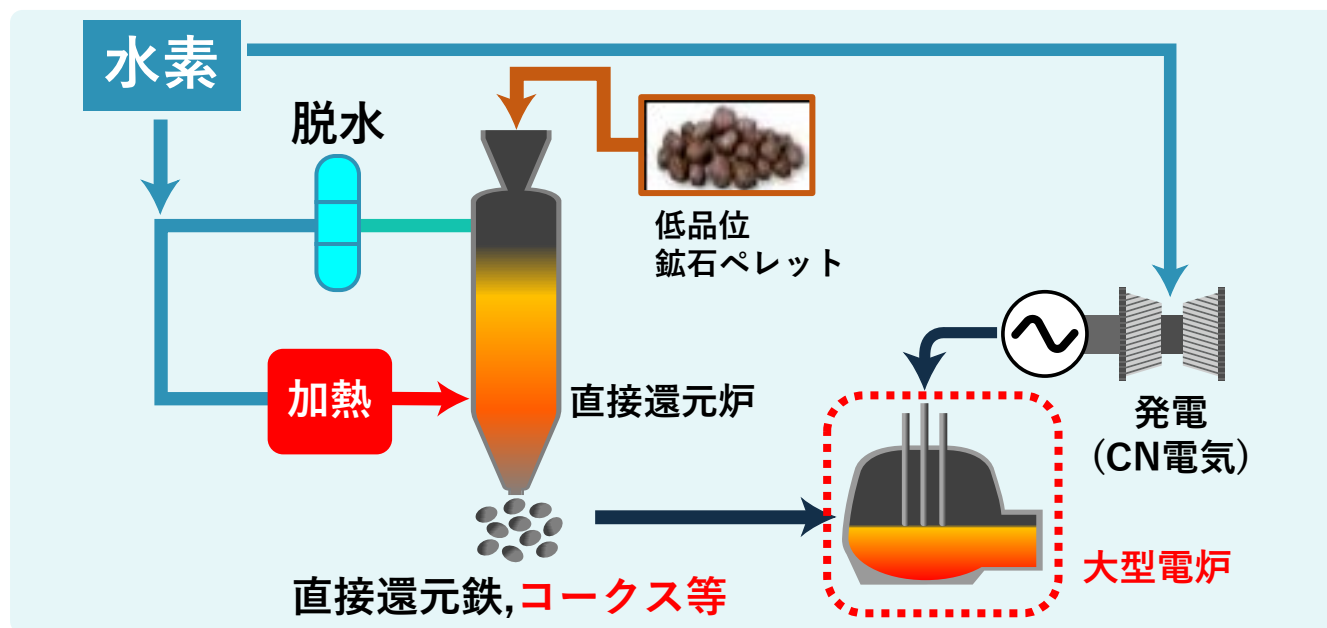 水素
脱水
低品位
鉱石ペレット
加熱
直接還元炉
発電
（CN電気）
大型電炉
直接還元鉄,コークス等